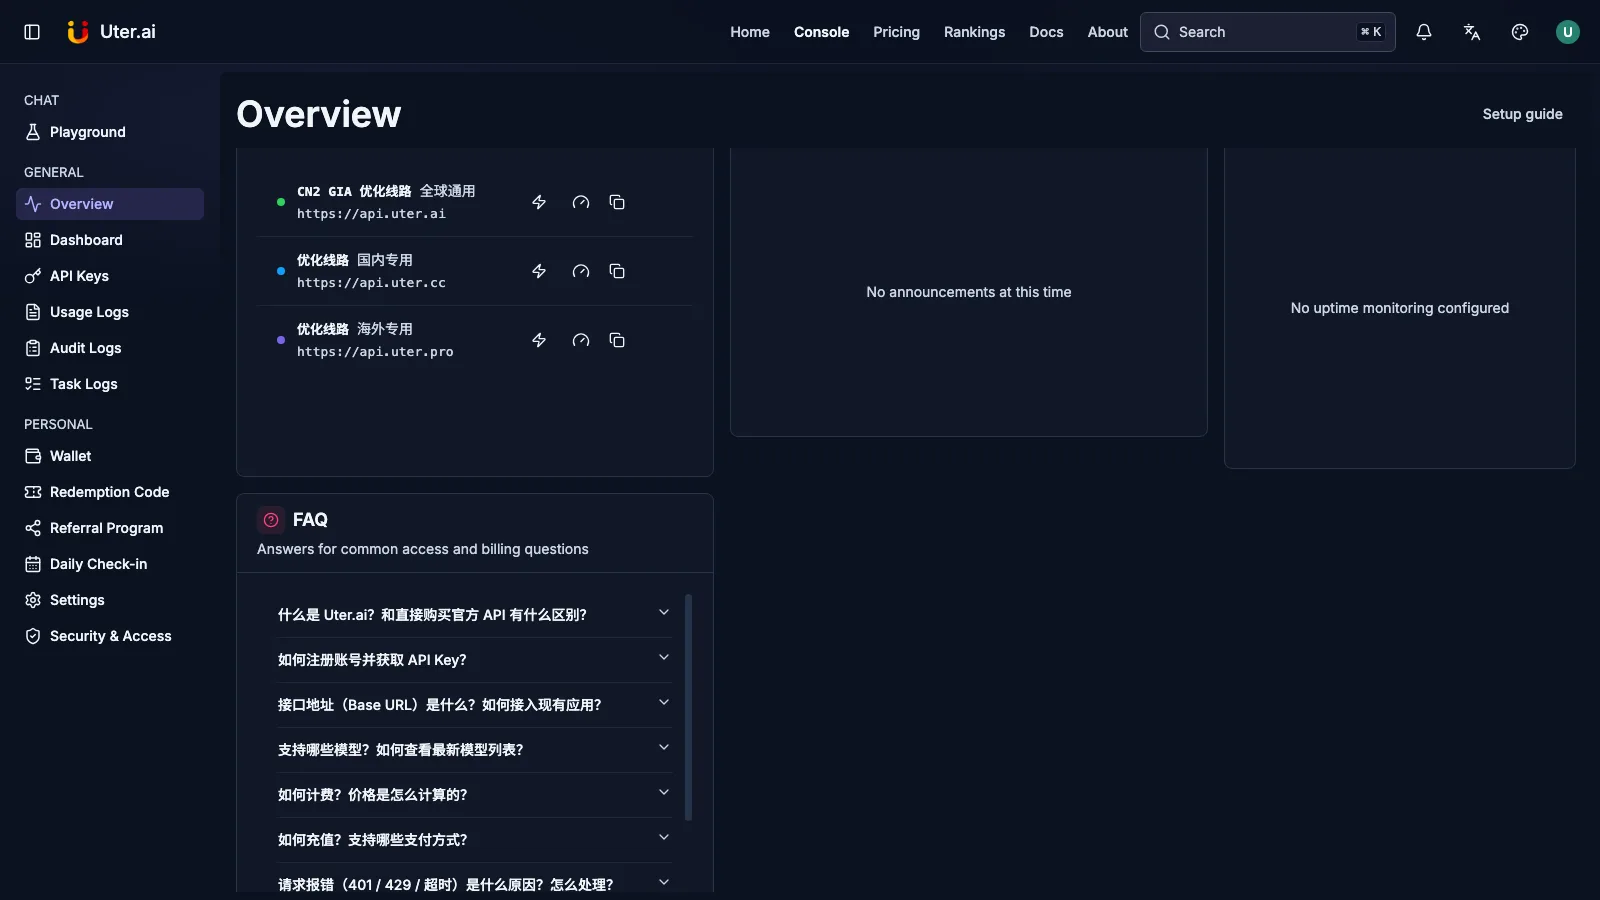 Uter.ai
Home
Console
Pricing
Rankings
Docs
About
Search
⌘ K
U
CHAT
Playground
GENERAL
Overview
Dashboard
API Keys
Usage Logs
Audit Logs
Task Logs
PERSONAL
Wallet
Redemption Code
Referral Program
Daily Check-in
Settings
Security & Access
Overview
Setup guide
CN2 GIA 优化线路 全球通用
https://api.uter.ai
优化线路 国内专用
https://api.uter.cc
优化线路 海外专用
https://api.uter.pro
No announcements at this time
No uptime monitoring configured
FAQ
Answers for common access and billing questions
什么是 Uter.ai？和直接购买官方 API 有什么区别？
如何注册账号并获取 API Key？
接口地址（Base URL）是什么？如何接入现有应用？
支持哪些模型？如何查看最新模型列表？
如何计费？价格是怎么计算的？
如何充值？支持哪些支付方式？
请求报错（401 / 429 / 超时）是什么原因？怎么处理？